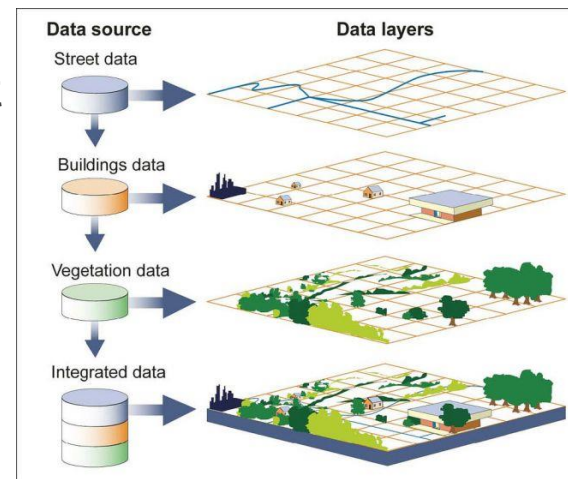 Data source
Data layers
Street data
Buildings data
Vegetation data
Integrated data